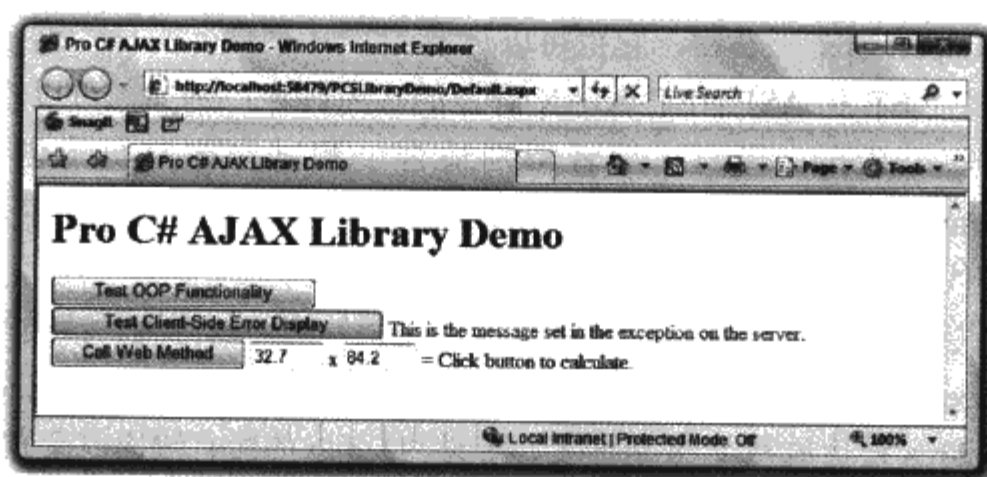 Pro C# AJAX Library Demo - Windows Internet Explorer
http://localhost:58479/PCSLibraryDemo/Default.aspx Live Search
SnagIt
Pro C# AJAX Library Demo Page Tools
Pro C# AJAX Library Demo
Test OOP Functionality
Test Client-Side Error Display This is the message set in the exception on the server.
Call Web Method 32.7 x 84.2 = Click button to calculate.
Local intranet | Protected Mode: Off 100%